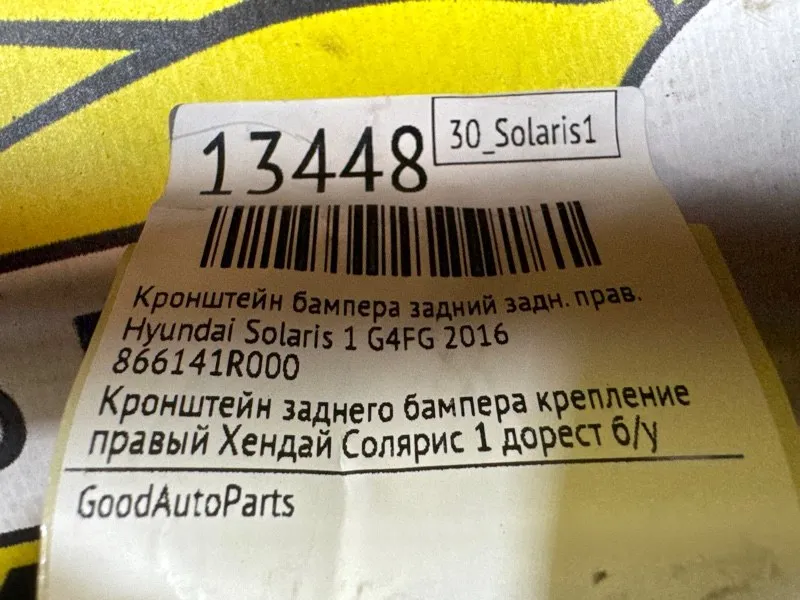 13448
30_Solaris1
Кронштейн бампера задний задн. прав.
Hyundai Solaris 1 G4FG 2016
866141R000
Кронштейн заднего бампера крепление
правый Хендай Солярис 1 дорест б/у
GoodAutoParts